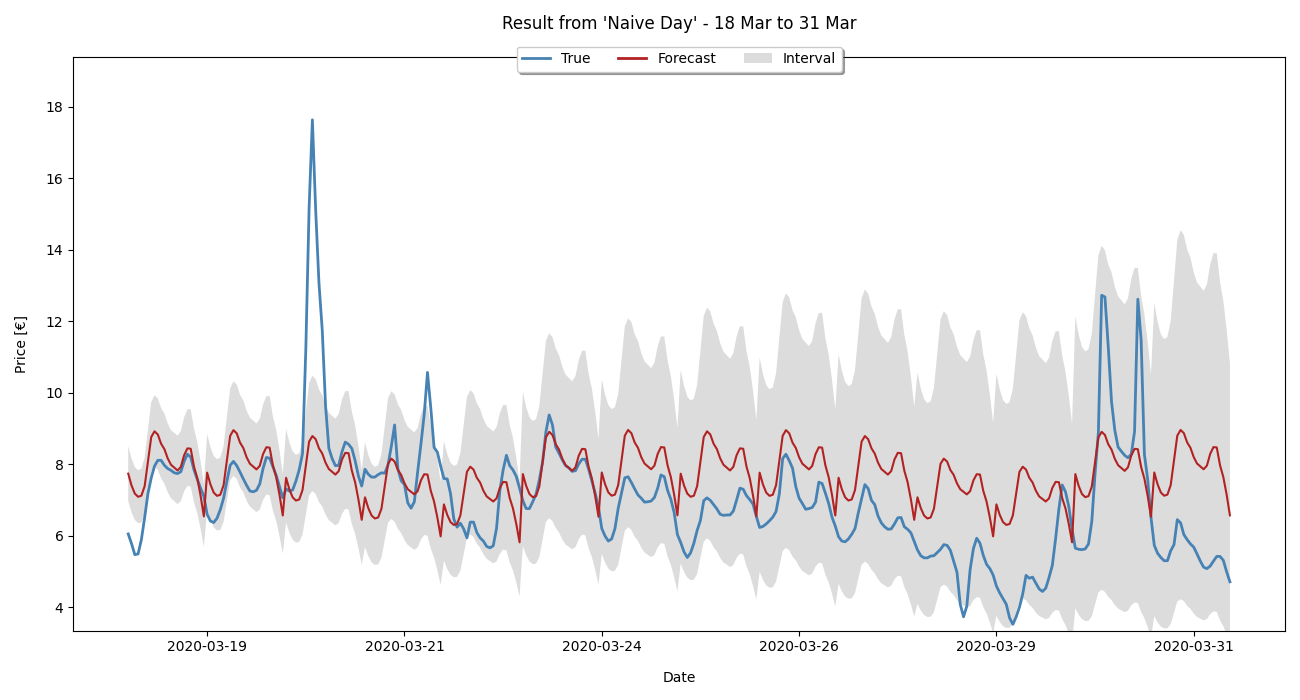 Result from 'Naive Day' - 18 Mar to 31 Mar
True Forecast Interval
18
16
14
12
10
8
6
4
Price [€]
2020-03-19 2020-03-21 2020-03-24 2020-03-26 2020-03-29 2020-03-31
Date